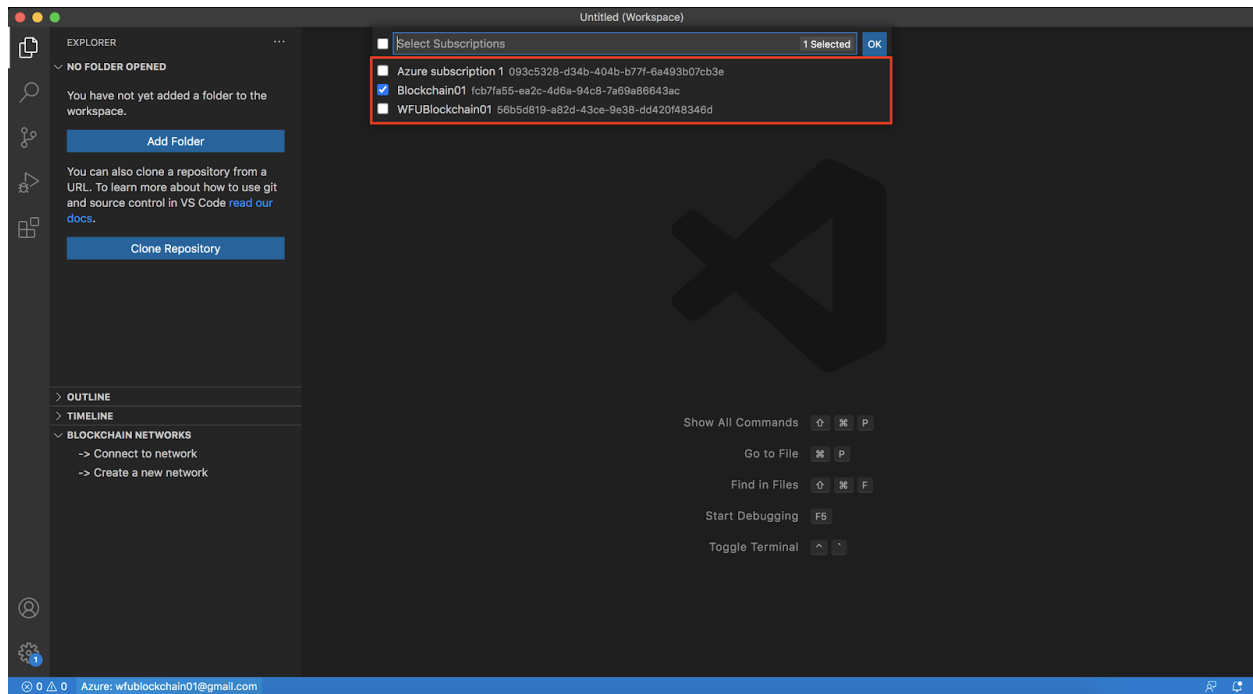 Untitled (Workspace)
EXPLORER
Select Subscriptions
1 Selected
OK
NO FOLDER OPENED
Azure subscription 1 093c5328-d34b-404b-b77f-6a493b07cb3e
Blockchain01 fcb7fa55-ea2c-4d6a-94c8-7a69a86643ac
WFUBlockchain01 56b5d819-a82d-43ce-9e38-dd420f48346d
You have not yet added a folder to the
workspace.
Add Folder
You can also clone a repository from a
URL. To learn more about how to use git
and source control in VS Code read our
docs.
Clone Repository
OUTLINE
TIMELINE
BLOCKCHAIN NETWORKS
-> Connect to network
-> Create a new network
Show All Commands ⇧ ⌘ P
Go to File ⌘ P
Find in Files ⇧ ⌘ F
Start Debugging F5
Toggle Terminal ^ `
1
0 0 Azure: wfublockchain01@gmail.com